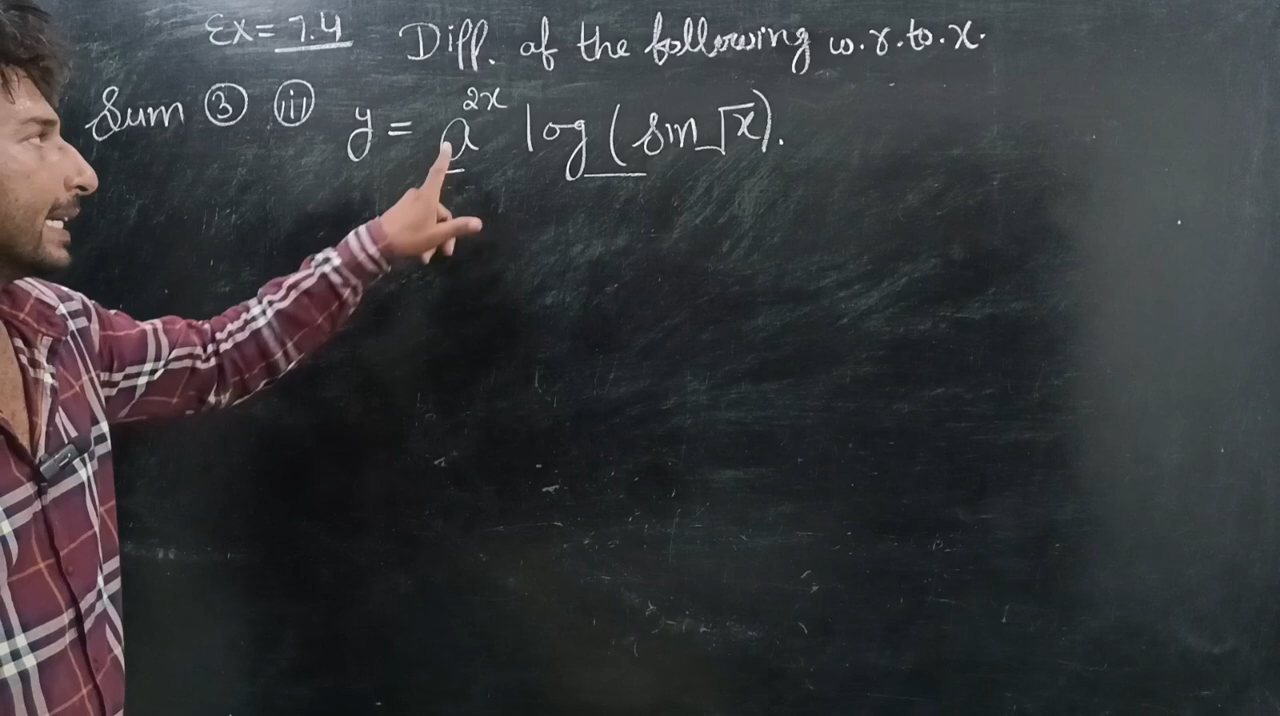 Ex = 7.4 Diff. of the following w.r.to.x.
Sum ③ (ii) y = a^2x log (sin √x).